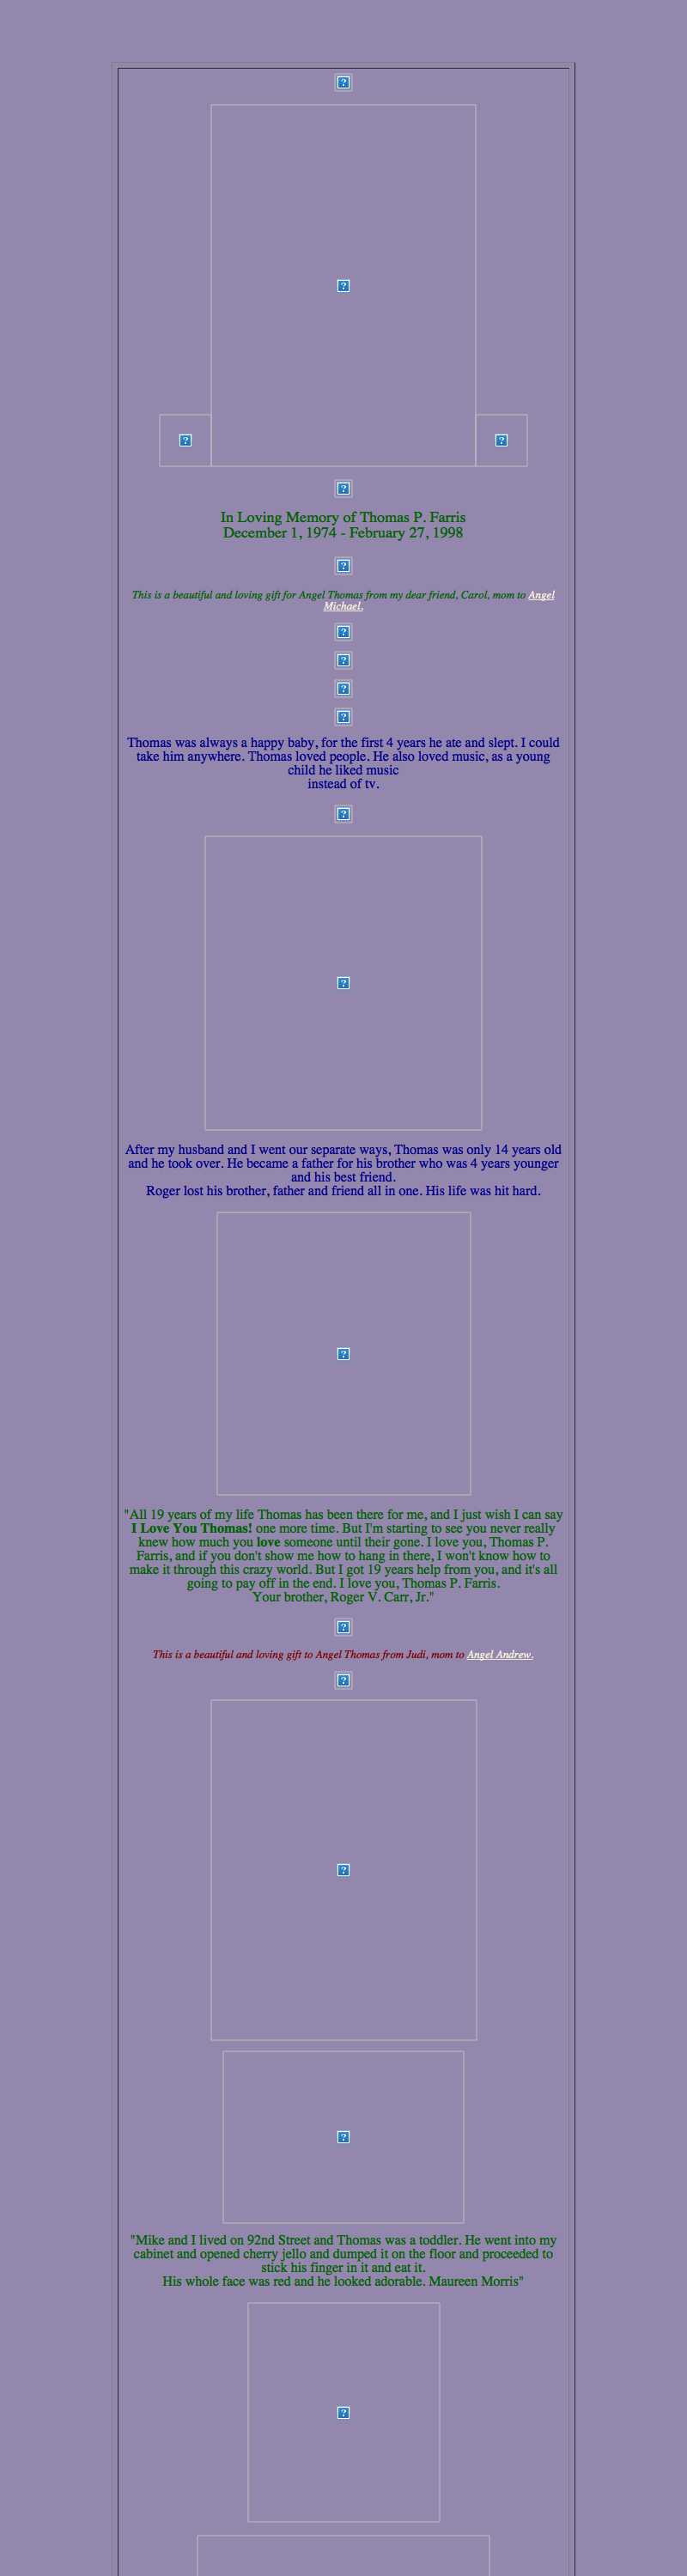 In Loving Memory of Thomas P. Farris
December 1, 1974 - February 27, 1998
This is a beautiful and loving gift for Angel Thomas from my dear friend, Carol, mom to Angel
Michael.
Thomas was always a happy baby, for the first 4 years he ate and slept. I could
take him anywhere. Thomas loved people. He also loved music, as a young
child he liked music
instead of tv.
After my husband and I went our separate ways, Thomas was only 14 years old
and he took over. He became a father for his brother who was 4 years younger
and his best friend.
Roger lost his brother, father and friend all in one. His life was hit hard.
"All 19 years of my life Thomas has been there for me, and I just wish I can say
I Love You Thomas! one more time. But I'm starting to see you never really
knew how much you love someone until their gone. I love you, Thomas P.
Farris, and if you don't show me how to hang in there, I won't know how to
make it through this crazy world. But I got 19 years help from you, and it's all
going to pay off in the end. I love you, Thomas P. Farris.
Your brother, Roger V. Carr, Jr."
This is a beautiful and loving gift to Angel Thomas from Judi, mom to Angel Andrew.
"Mike and I lived on 92nd Street and Thomas was a toddler. He went into my
cabinet and opened cherry jello and dumped it on the floor and proceeded to
stick his finger in it and eat it.
His whole face was red and he looked adorable. Maureen Morris"